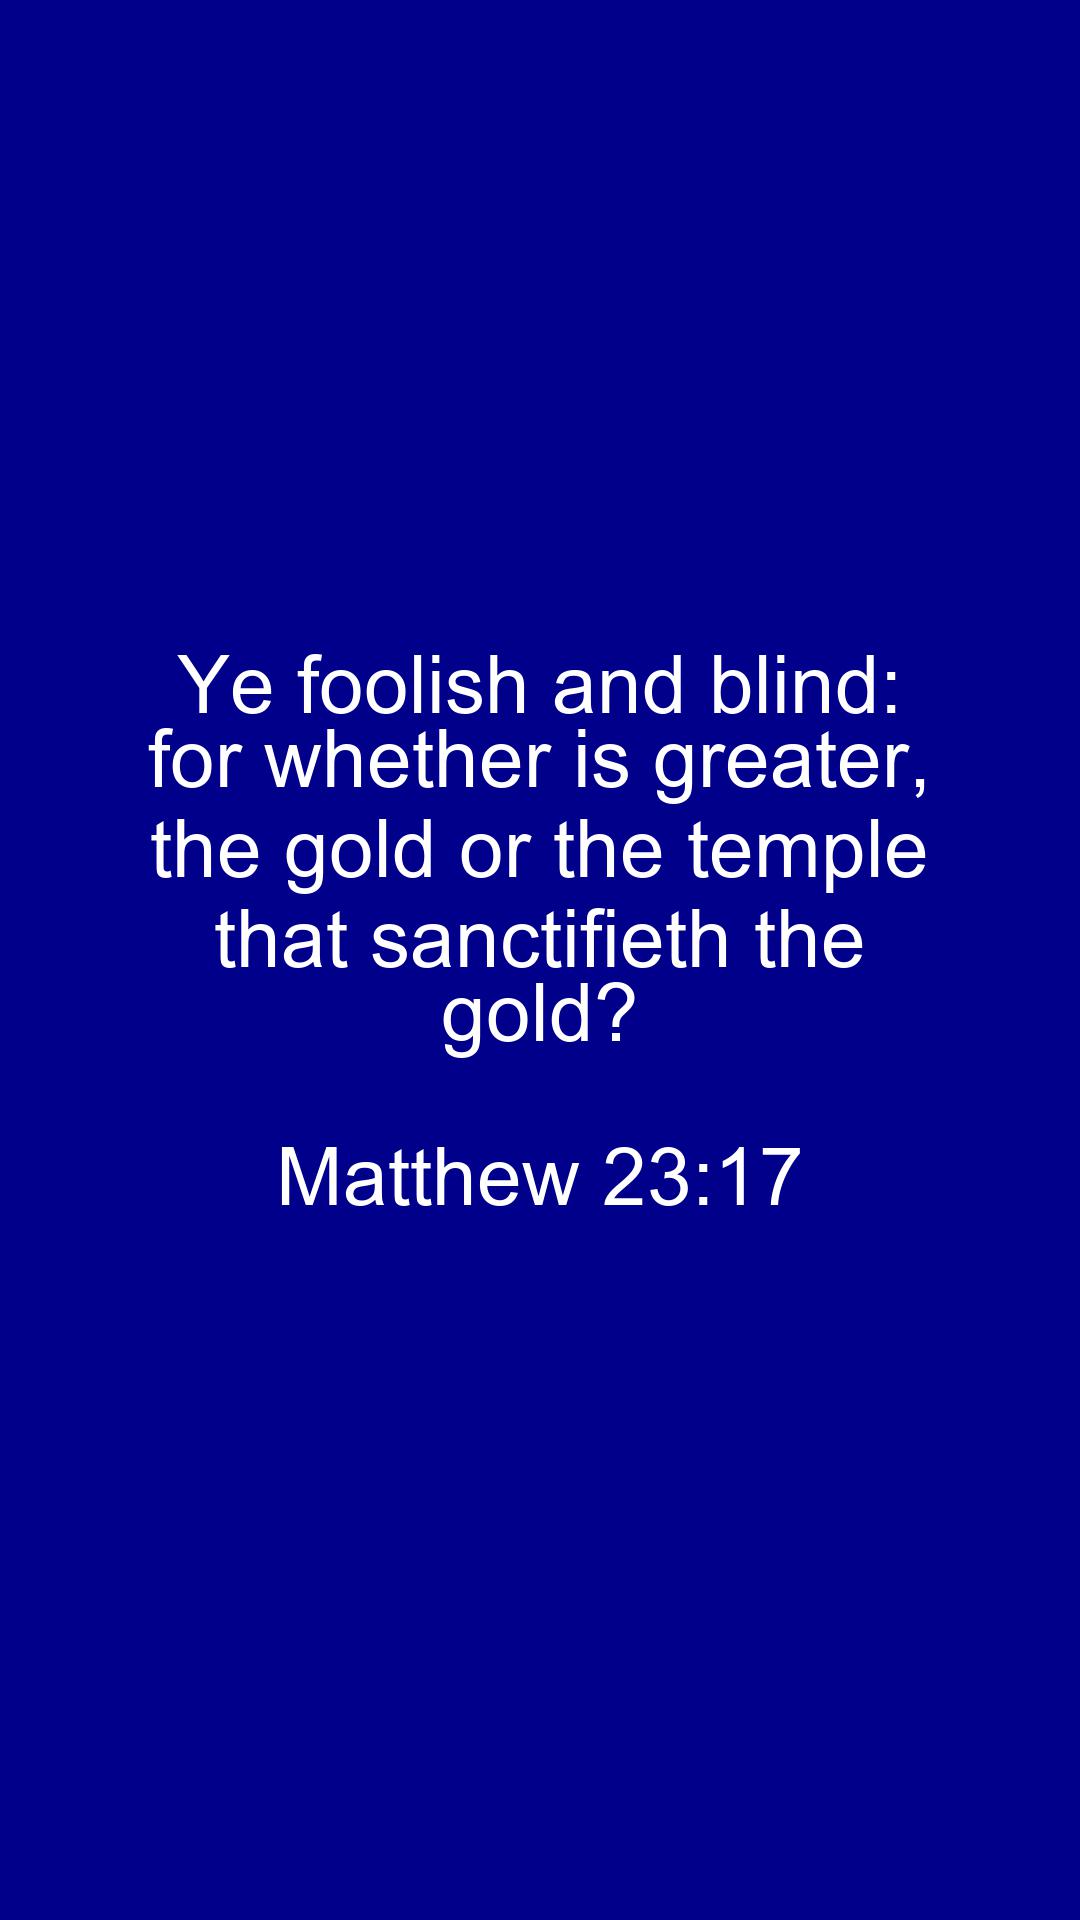 Ye foolish and blind:
for whether is greater,
the gold or the temple
that sanctifieth the
gold?
Matthew 23:17